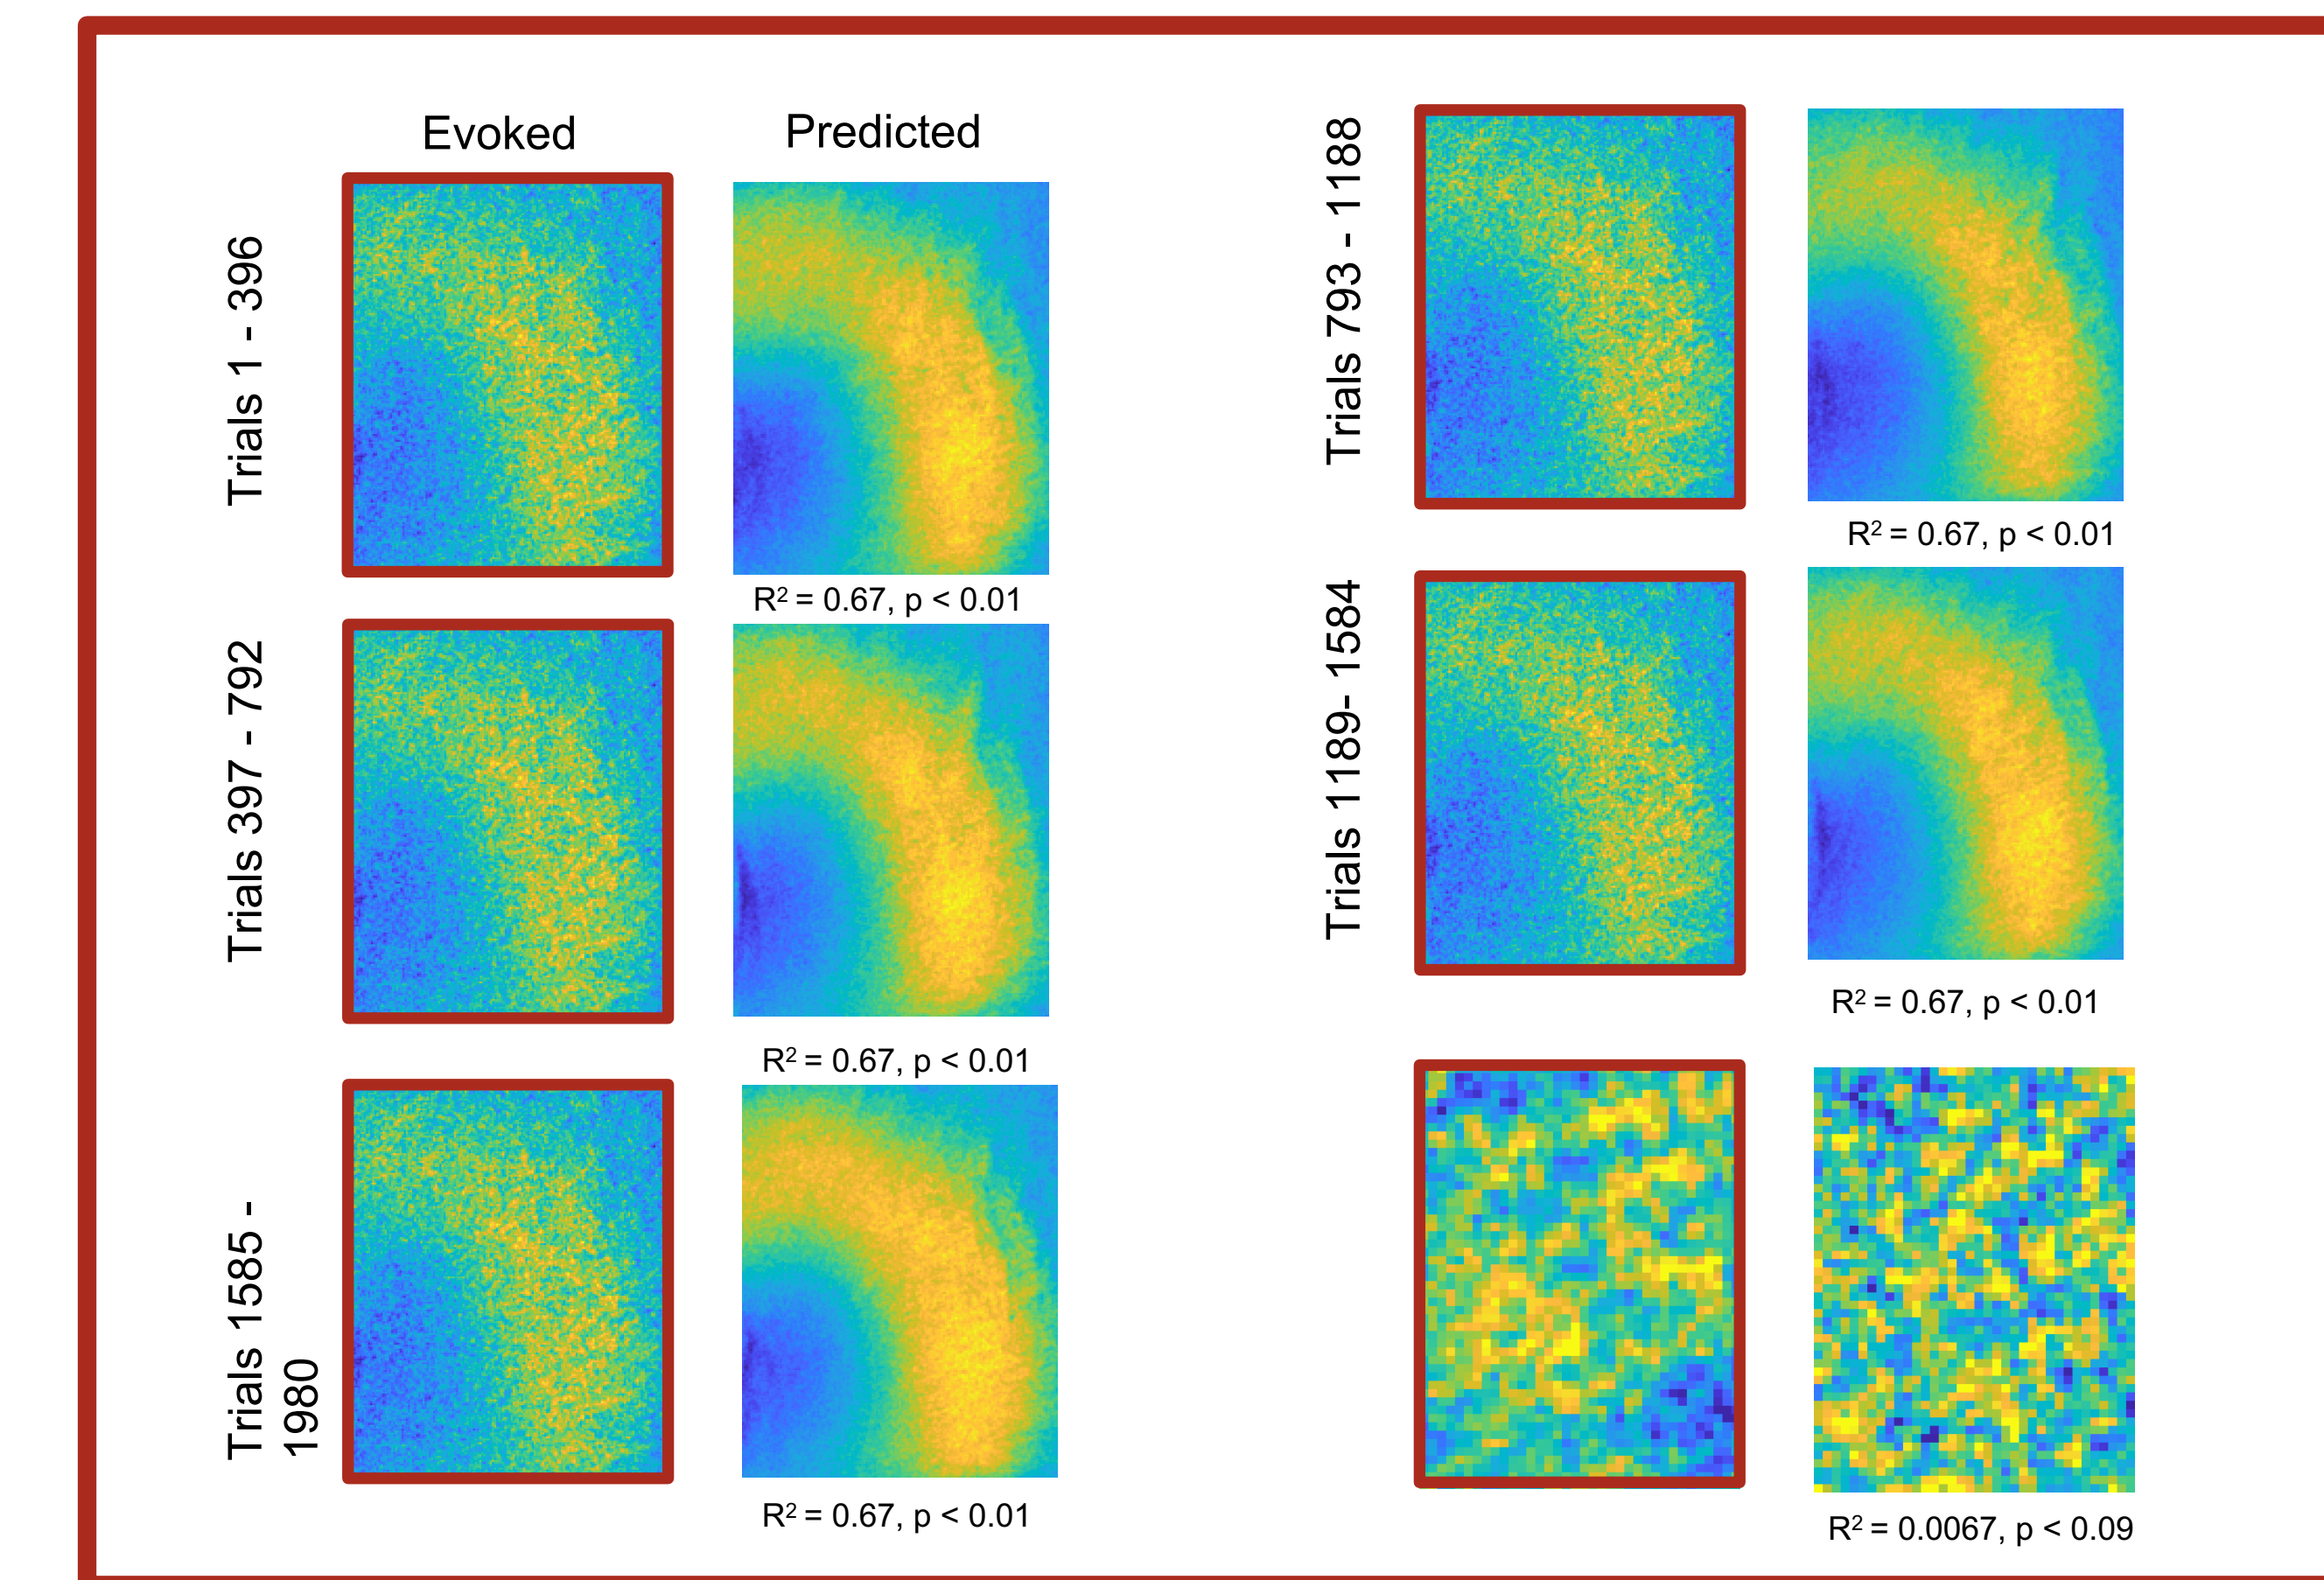 Evoked
Predicted
Trials 1 - 396
R² = 0.67, p < 0.01
Trials 397 - 792
R² = 0.67, p < 0.01
Trials 1585 -
1980
R² = 0.67, p < 0.01
Trials 793 - 1188
R² = 0.67, p < 0.01
Trials 1189- 1584
R² = 0.67, p < 0.01
R² = 0.0067, p < 0.09